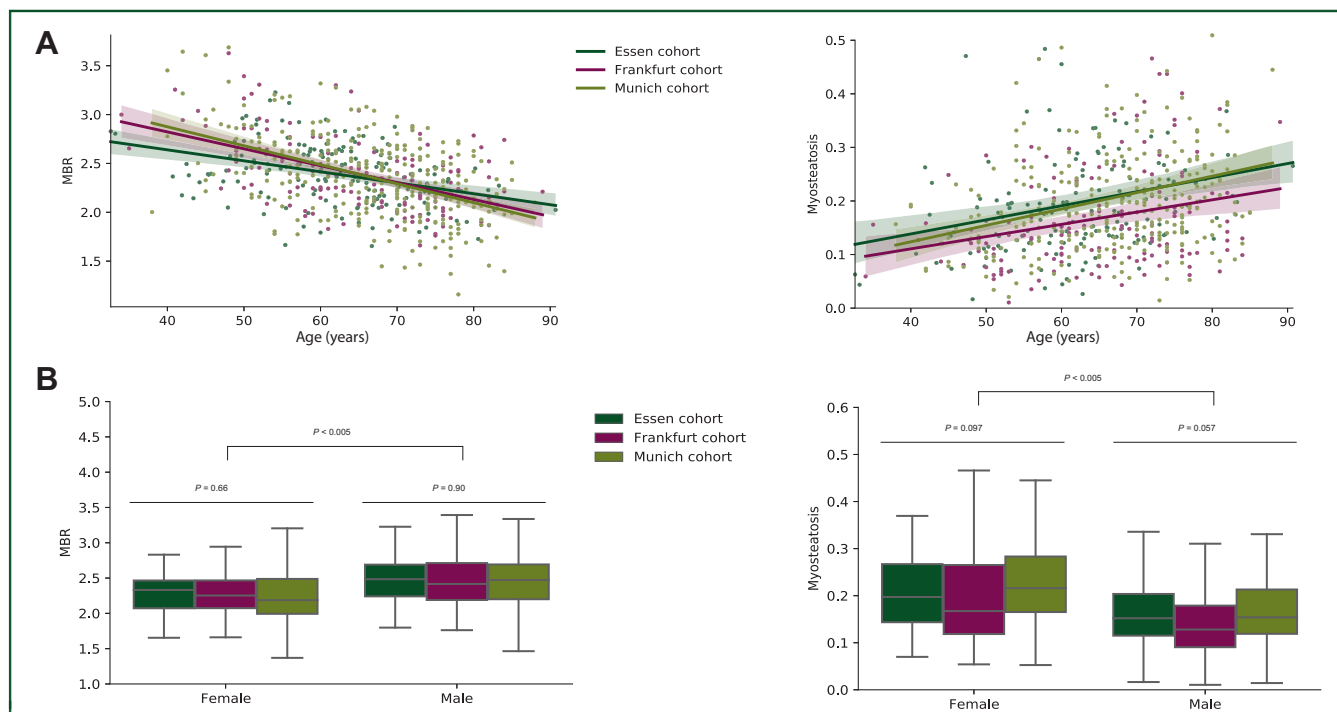 A
MBR
3.5
3.0
2.5
2.0
1.5
40 50 60 70 80 90
Age (years)
Essen cohort
Frankfurt cohort
Munich cohort
Myosteatosis
0.5
0.4
0.3
0.2
0.1
0.0
40 50 60 70 80 90
Age (years)
B
MBR
5.0
4.5
4.0
3.5
3.0
2.5
2.0
1.5
1.0
P < 0.005
P = 0.66
P = 0.90
Female Male
Essen cohort
Frankfurt cohort
Munich cohort
Myosteatosis
0.6
0.5
0.4
0.3
0.2
0.1
0.0
P < 0.005
P = 0.097
P = 0.057
Female Male